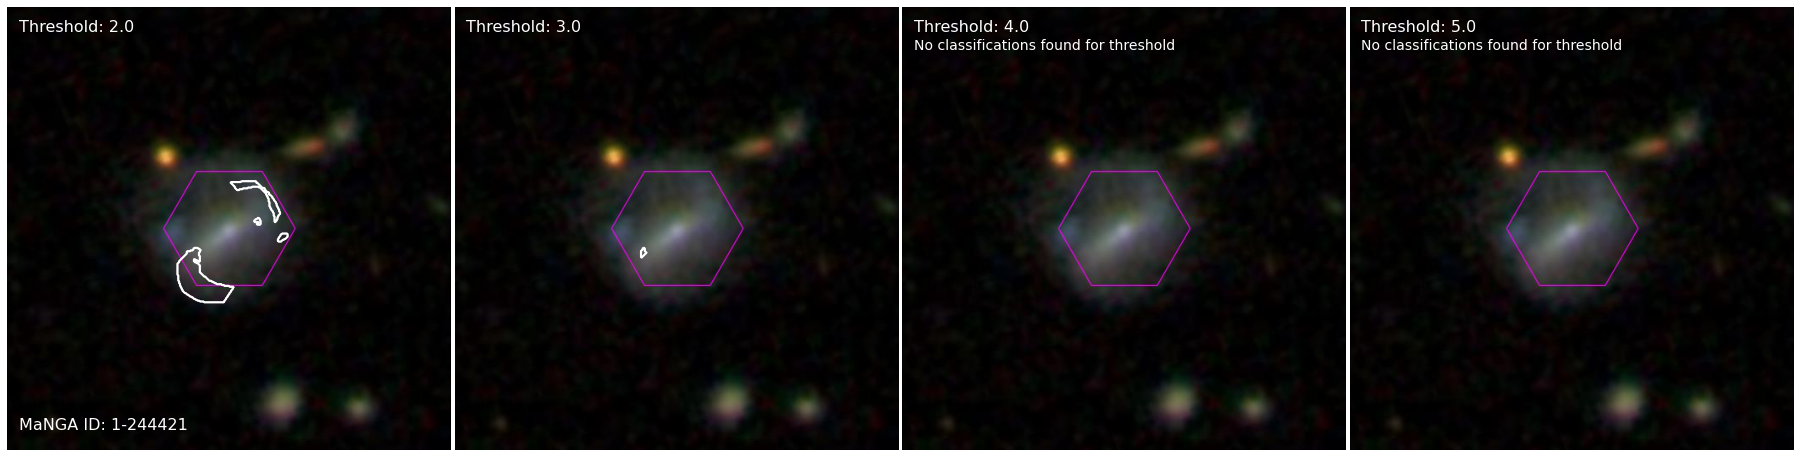 Threshold: 2.0
MaNGA ID: 1-244421
Threshold: 3.0
Threshold: 4.0
No classifications found for threshold
Threshold: 5.0
No classifications found for threshold